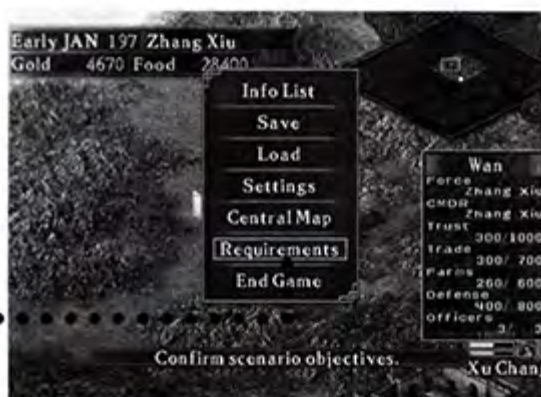 Early JAN 197 Zhang Xiu
Gold 4670 Food 28400
Info List
Save
Load
Settings
Central Map
Requirements
End Game
Wan
Force
Zhang Xiu
CMDR
Zhang Xiu
Trust
300/1000
Trade
300/ 700
Farms
260/ 600
Defense
400/ 800
Officers
3/ 3
Confirm scenario objectives.
Xu Chang